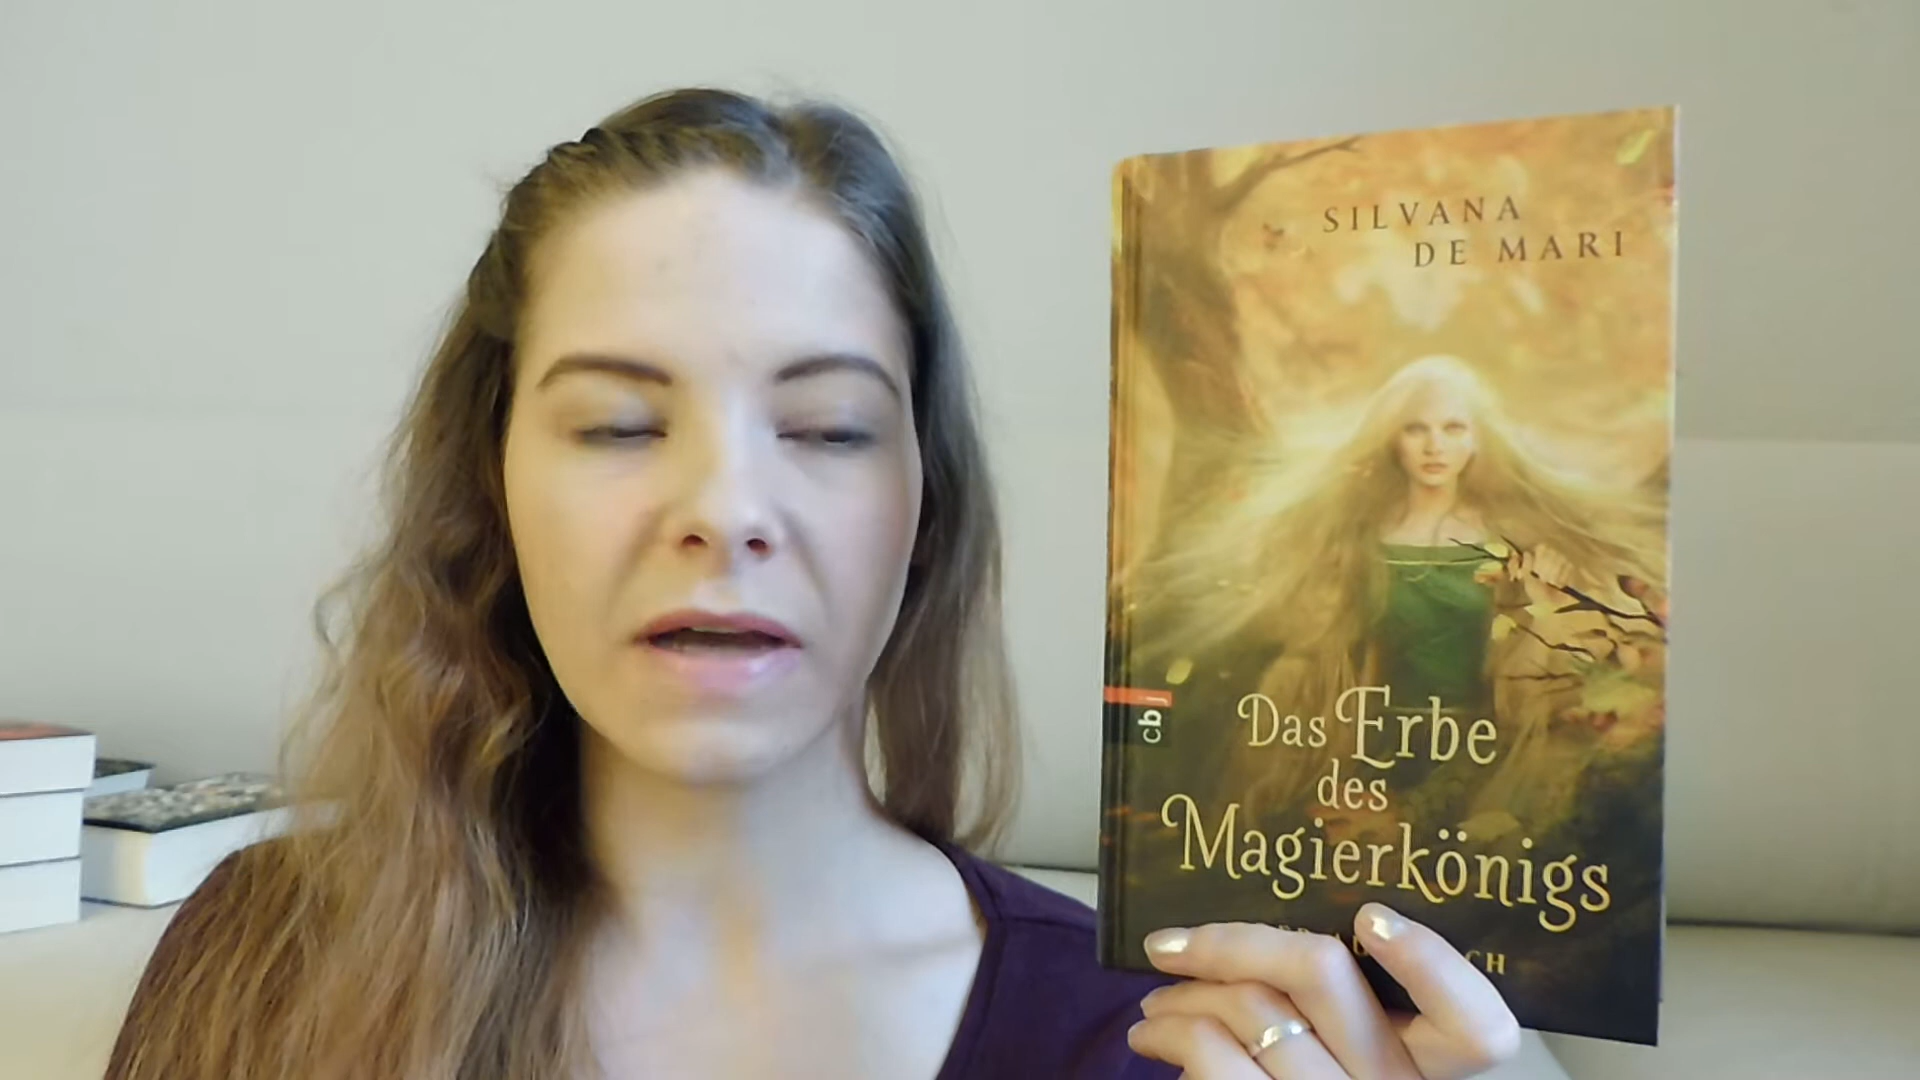 SILVANA
DE MARI
cbj
Das Erbe
des
Magierkönigs